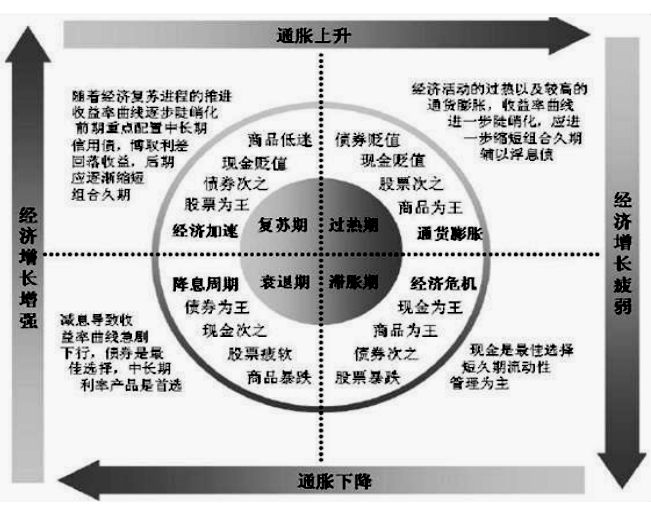 通胀上升
随着经济复苏进程的推进
收益率曲线逐步陡峭化
前期重点配置中长期
信用债，博取利差
回落收益，后期
应逐渐缩短
组合久期
经济活动的过热以及较高的
通货膨胀，收益率曲线
进一步陡峭化，应进
一步缩短组合久期
辅以浮息债
商品低迷
现金贬值
债券次之
股票为王
经济加速
复苏期
债券贬值
现金贬值
股票次之
商品为王
通货膨胀
过热期
经济增长增强
经济增长疲弱
降息周期
衰退期
债券为王
现金次之
股票疲软
商品暴跌
滞胀期
经济危机
现金为王
商品为王
债券次之
股票暴跌
减息导致收
益率曲线急剧
下行，债券是最
佳选择，中长期
利率产品是首选
现金是最佳选择
短久期流动性
管理为主
通胀下降